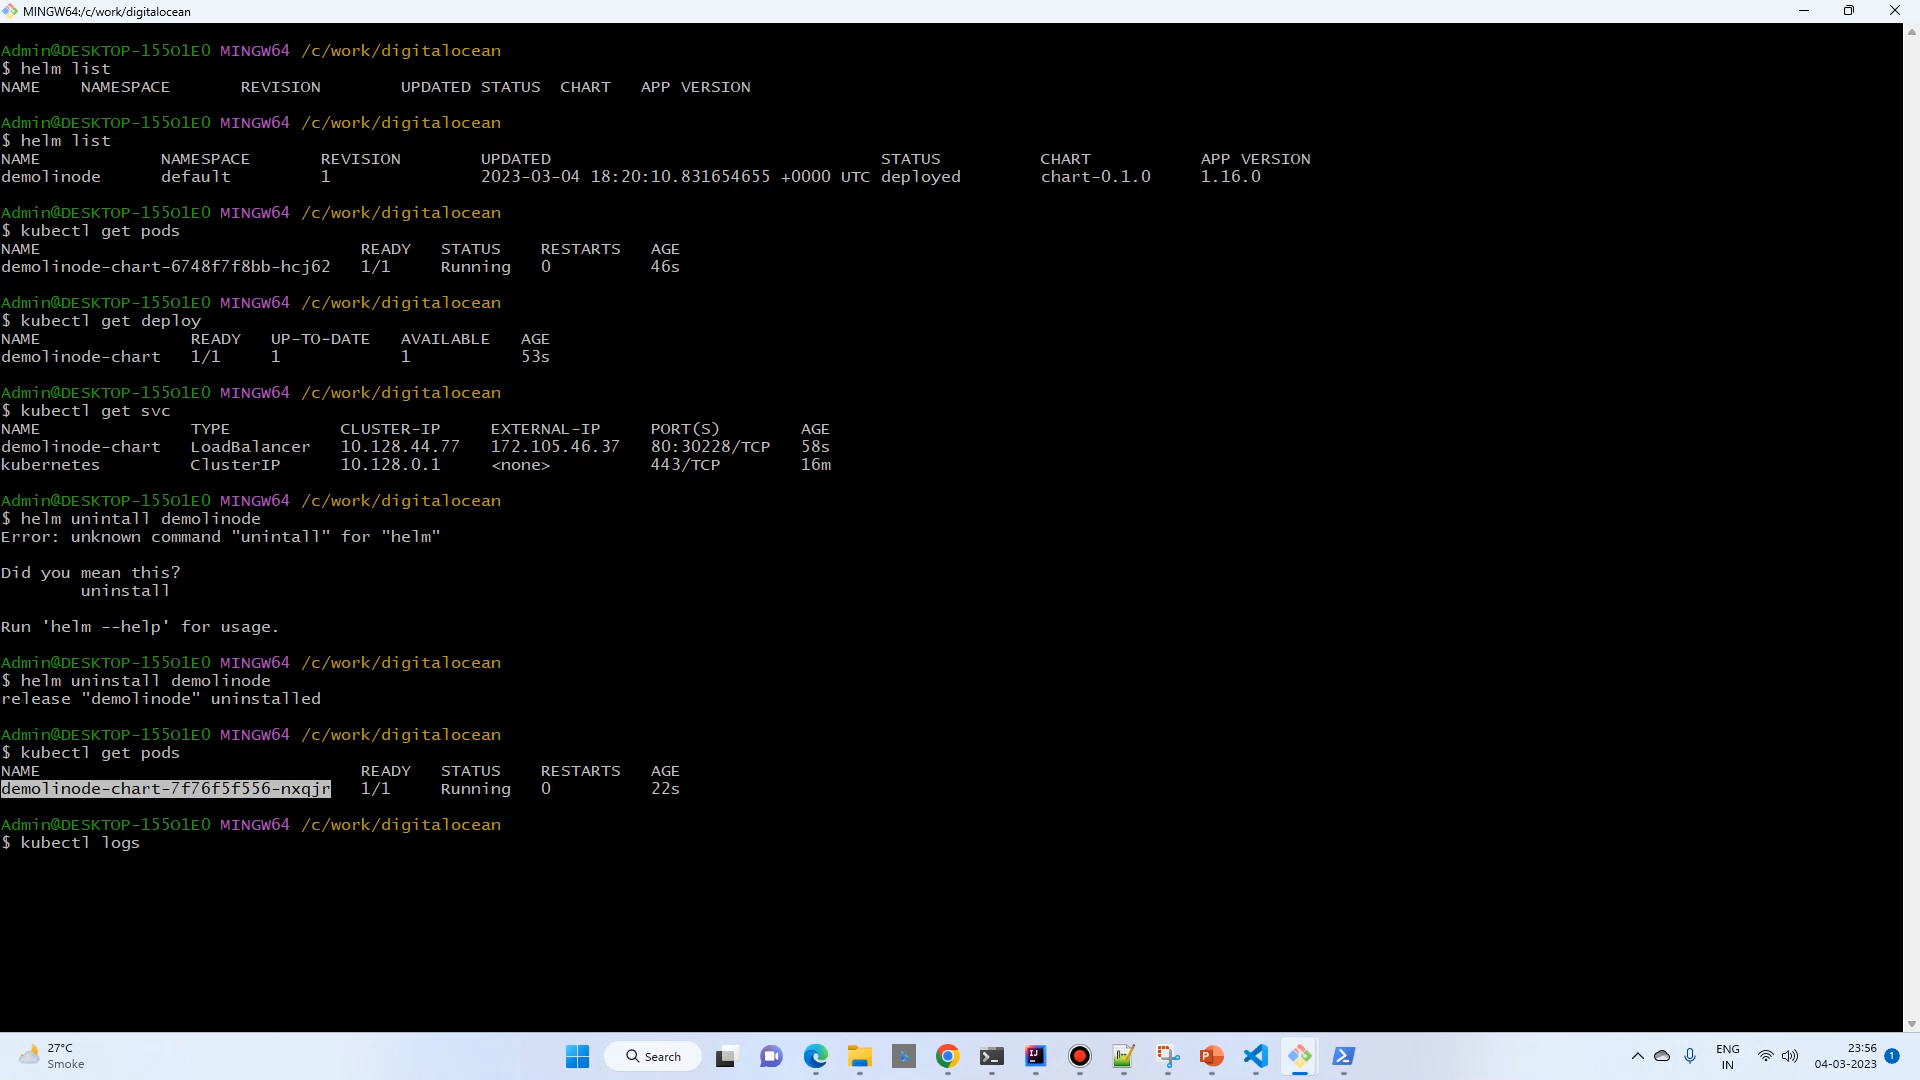 MINGW64:/c/work/digitalocean
Admin@DESKTOP-155O1E0 MINGW64 /c/work/digitalocean
$ helm list
NAME    NAMESPACE       REVISION        UPDATED STATUS  CHART   APP VERSION
Admin@DESKTOP-155O1E0 MINGW64 /c/work/digitalocean
$ helm list
NAME            NAMESPACE       REVISION        UPDATED                                 STATUS          CHART           APP VERSION
demolinode      default         1               2023-03-04 18:20:10.831654655 +0000 UTC deployed        chart-0.1.0     1.16.0
Admin@DESKTOP-155O1E0 MINGW64 /c/work/digitalocean
$ kubectl get pods
NAME                                READY   STATUS    RESTARTS   AGE
demolinode-chart-6748f7f8bb-hcj62   1/1     Running   0          46s
Admin@DESKTOP-155O1E0 MINGW64 /c/work/digitalocean
$ kubectl get deploy
NAME               READY   UP-TO-DATE   AVAILABLE   AGE
demolinode-chart   1/1     1            1           53s
Admin@DESKTOP-155O1E0 MINGW64 /c/work/digitalocean
$ kubectl get svc
NAME               TYPE           CLUSTER-IP     EXTERNAL-IP     PORT(S)        AGE
demolinode-chart   LoadBalancer   10.128.44.77   172.105.46.37   80:30228/TCP   58s
kubernetes         ClusterIP      10.128.0.1     <none>          443/TCP        16m
Admin@DESKTOP-155O1E0 MINGW64 /c/work/digitalocean
$ helm unintall demolinode
Error: unknown command "unintall" for "helm"
Did you mean this?
        uninstall
Run 'helm --help' for usage.
Admin@DESKTOP-155O1E0 MINGW64 /c/work/digitalocean
$ helm uninstall demolinode
release "demolinode" uninstalled
Admin@DESKTOP-155O1E0 MINGW64 /c/work/digitalocean
$ kubectl get pods
NAME                                READY   STATUS    RESTARTS   AGE
demolinode-chart-7f76f5f556-nxqjr   1/1     Running   0          22s
Admin@DESKTOP-155O1E0 MINGW64 /c/work/digitalocean
$ kubectl logs
27°C
Smoke
Search
ENG
IN
23:56
04-03-2023
1